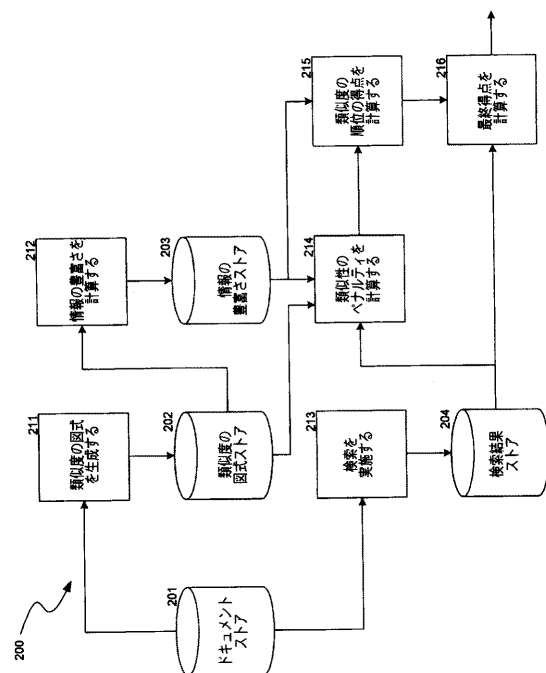 200
201
ドキュメント
ストア
211
類似度の図式
を生成する
202
類似度の
図式ストア
212
情報の豊富さを
計算する
203
情報の
豊富さストア
213
検索を
実施する
204
検索結果
ストア
214
類似性の
ペナルティを
計算する
215
類似度の
順位の得点を
計算する
216
最終得点を
計算する